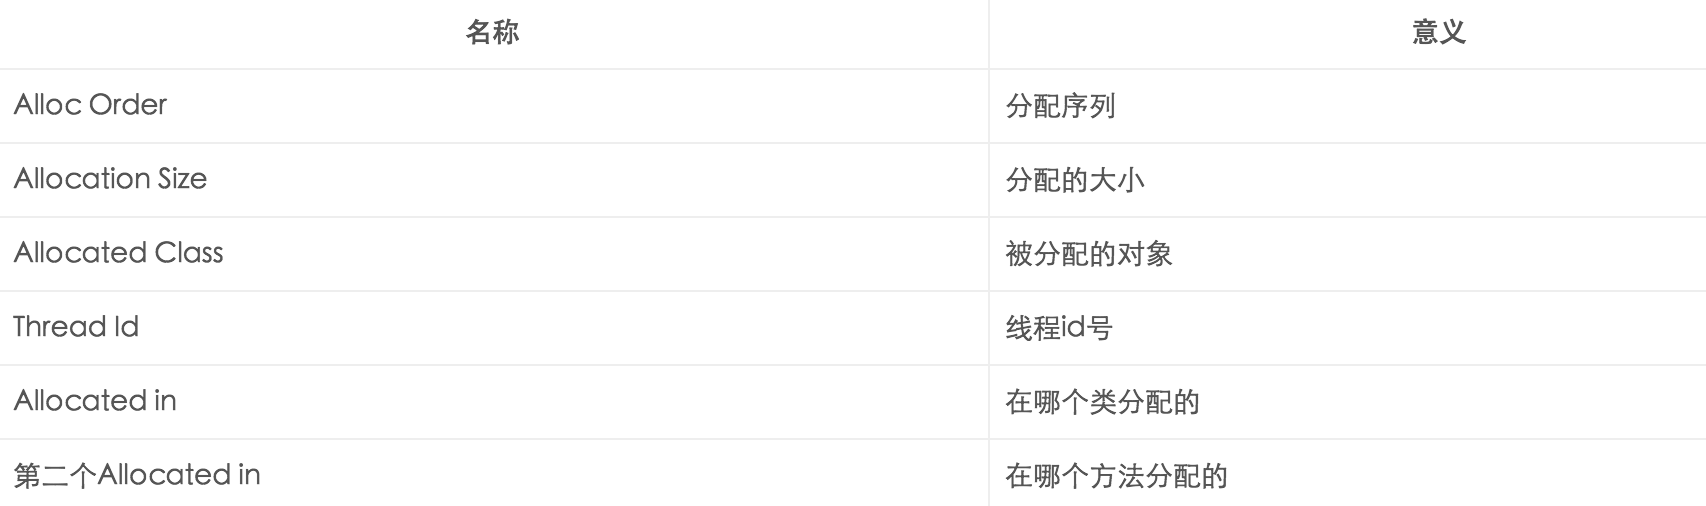 名称 意义
Alloc Order 分配序列
Allocation Size 分配的大小
Allocated Class 被分配的对象
Thread Id 线程id号
Allocated in 在哪个类分配的
第二个Allocated in 在哪个方法分配的